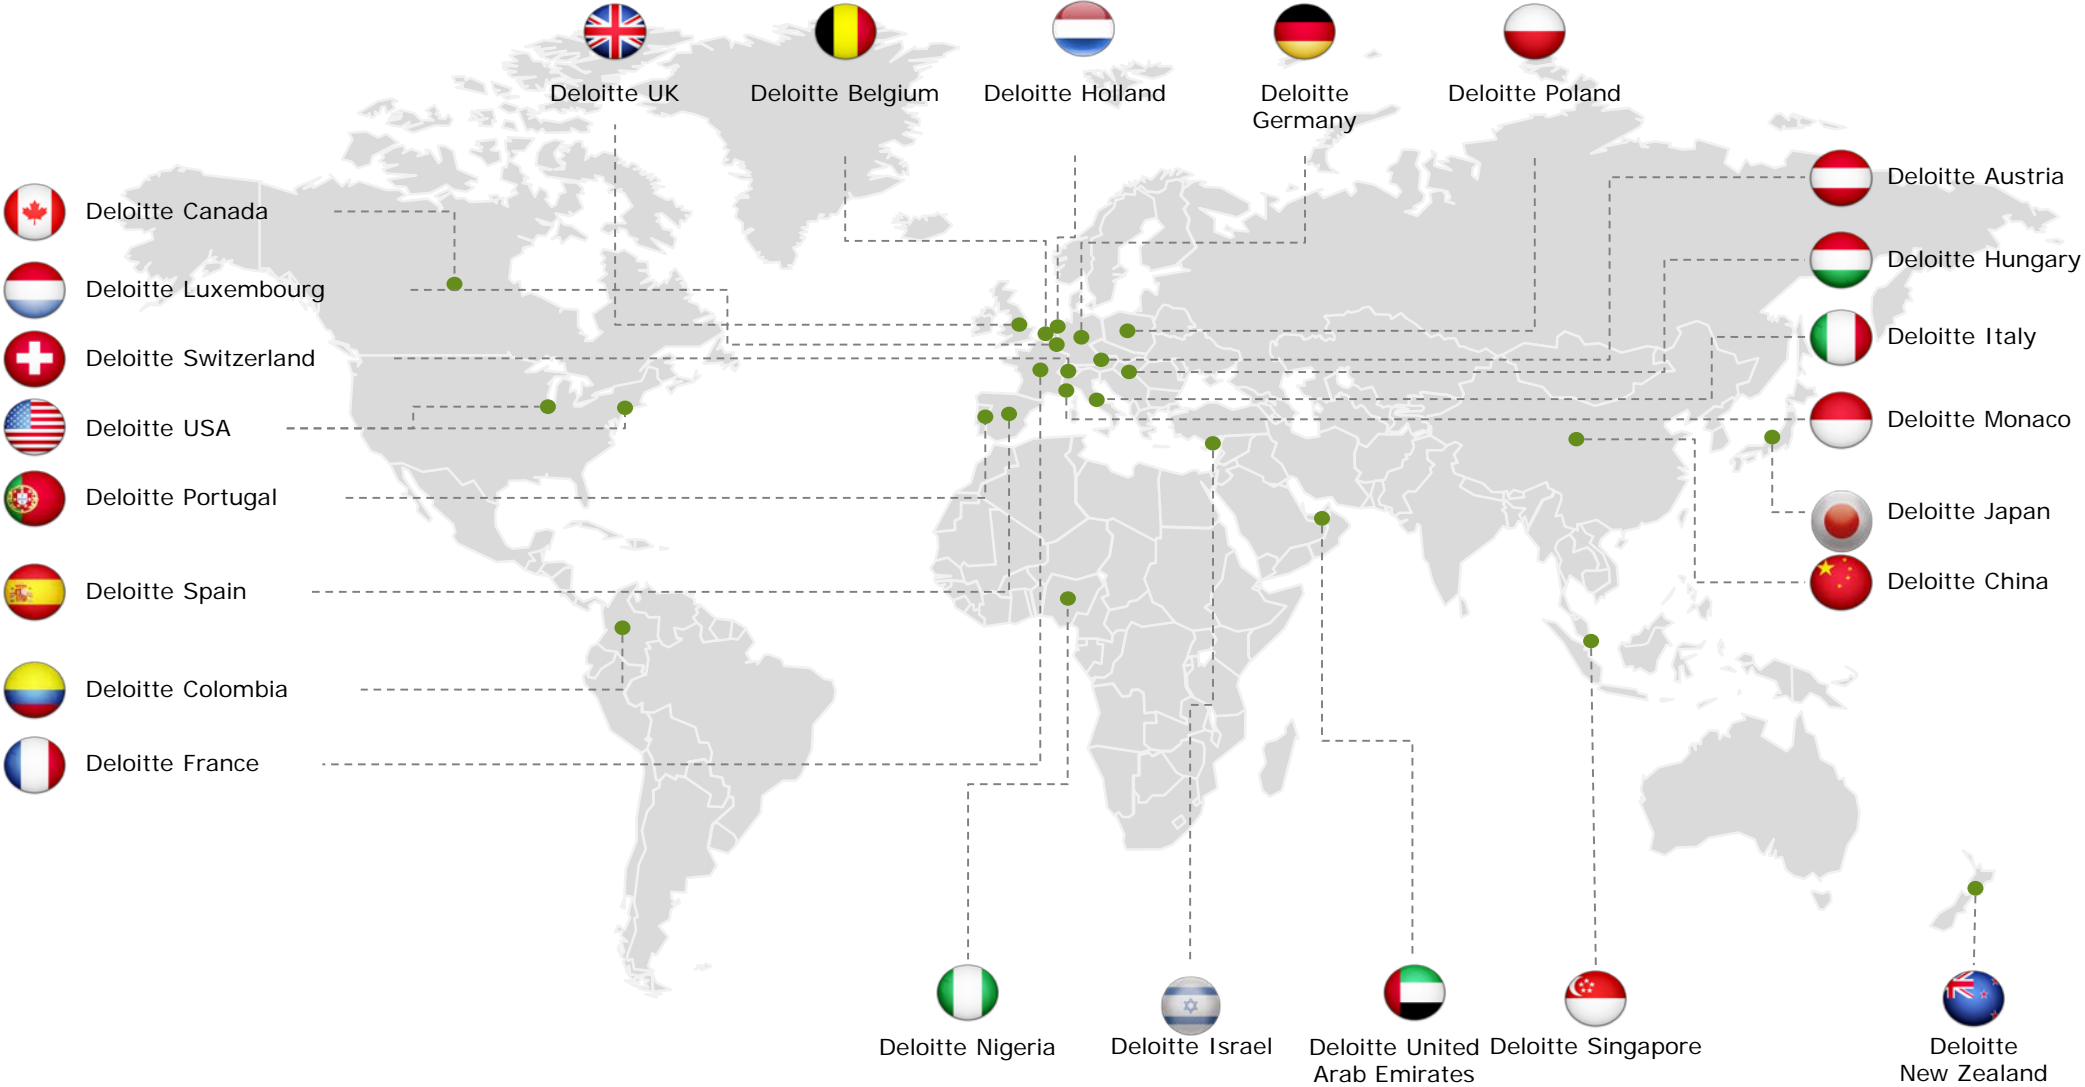 Deloitte UK
Deloitte Belgium
Deloitte Holland
Deloitte
Germany
Deloitte Poland
Deloitte Canada
Deloitte Luxembourg
Deloitte Switzerland
Deloitte USA
Deloitte Portugal
Deloitte Spain
Deloitte Colombia
Deloitte France
Deloitte Austria
Deloitte Hungary
Deloitte Italy
Deloitte Monaco
Deloitte Japan
Deloitte China
Deloitte Nigeria
Deloitte Israel
Deloitte United
Arab Emirates
Deloitte Singapore
Deloitte
New Zealand